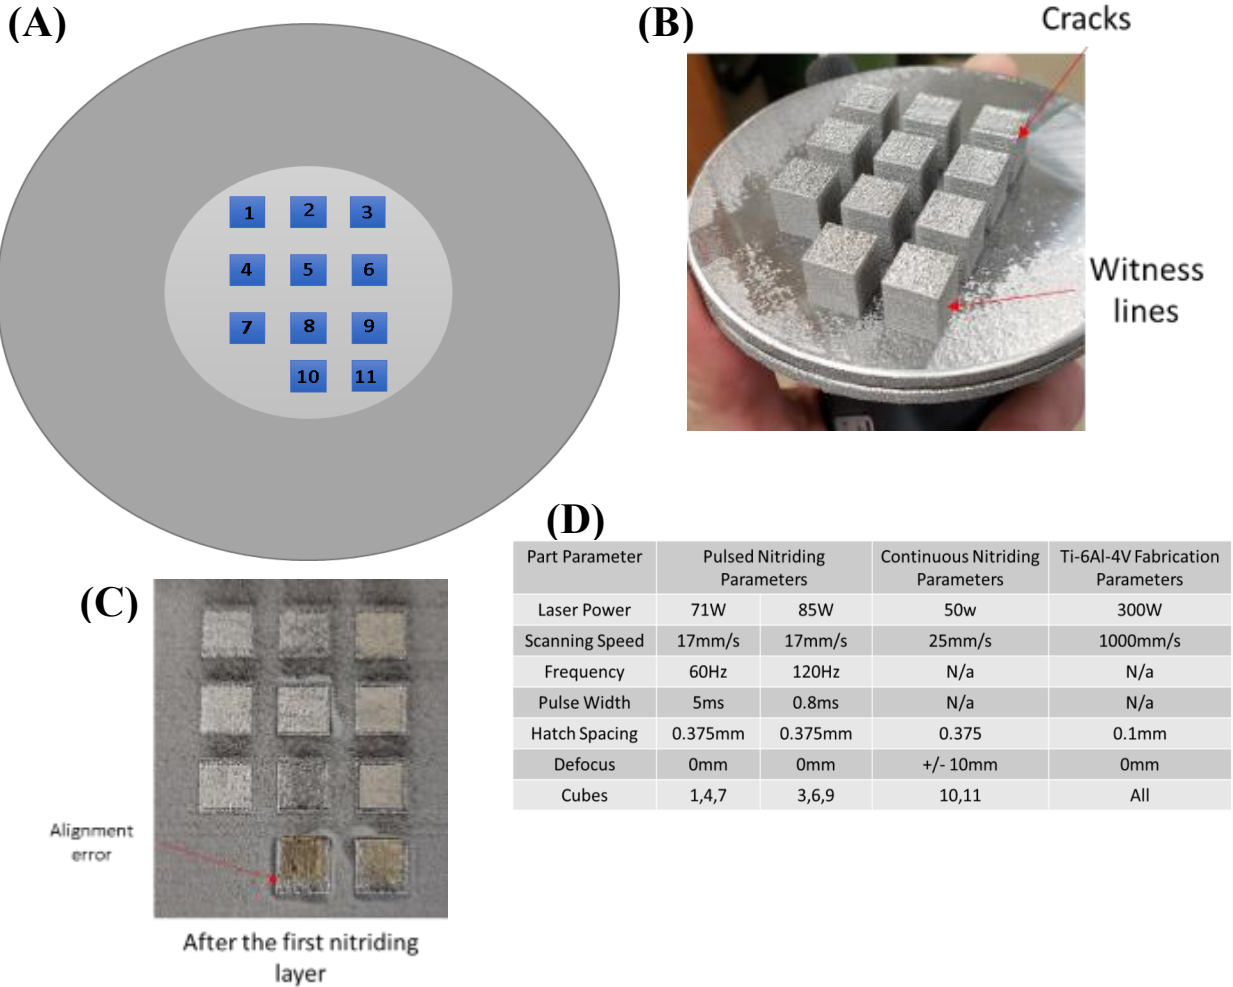 (A)
1 2 3
4 5 6
7 8 9
10 11
(B)
Cracks
Witness
lines
(C)
Alignment
error
After the first nitriding
layer
(D)
Part Parameter Pulsed Nitriding Parameters Continuous Nitriding Parameters Ti-6Al-4V Fabrication Parameters
Laser Power 71W 85W 50w 300W
Scanning Speed 17mm/s 17mm/s 25mm/s 1000mm/s
Frequency 60Hz 120Hz N/a N/a
Pulse Width 5ms 0.8ms N/a N/a
Hatch Spacing 0.375mm 0.375mm 0.375 0.1mm
Defocus 0mm 0mm +/- 10mm 0mm
Cubes 1,4,7 3,6,9 10,11 All